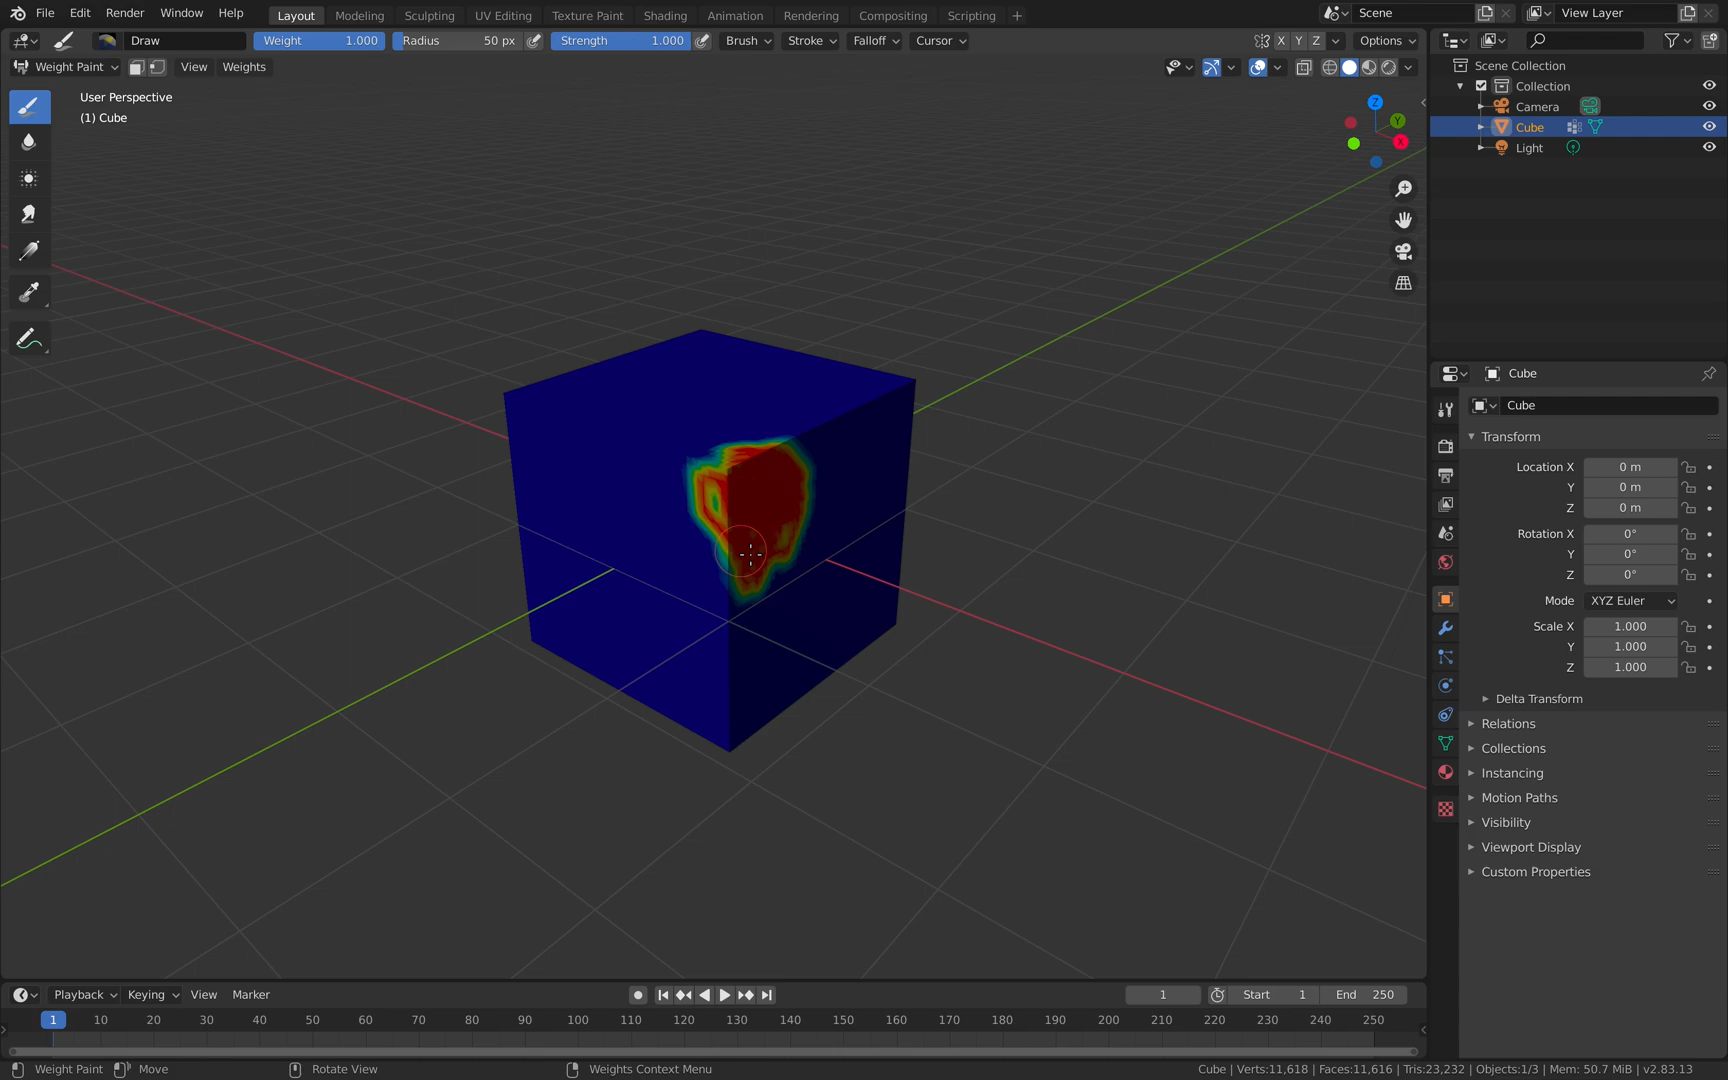 File Edit Render Window Help Layout Modeling Sculpting UV Editing Texture Paint Shading Animation Rendering Compositing Scripting + Scene View Layer
Draw Weight 1.000 Radius 50 px Strength 1.000 Brush Stroke Falloff Cursor X Y Z Options
Weight Paint View Weights
User Perspective
(1) Cube
Z
Y
X
Scene Collection
Collection
Camera
Cube
Light
Cube
Cube
Transform
Location X 0 m
Y 0 m
Z 0 m
Rotation X 0°
Y 0°
Z 0°
Mode XYZ Euler
Scale X 1.000
Y 1.000
Z 1.000
Delta Transform
Relations
Collections
Instancing
Motion Paths
Visibility
Viewport Display
Custom Properties
Playback Keying View Marker 1 Start 1 End 250
1 10 20 30 40 50 60 70 80 90 100 110 120 130 140 150 160 170 180 190 200 210 220 230 240 250
Weight Paint Move Rotate View Weights Context Menu Cube | Verts:11,618 | Faces:11,616 | Tris:23,232 | Objects:1/3 | Mem: 50.7 MiB | v2.83.13